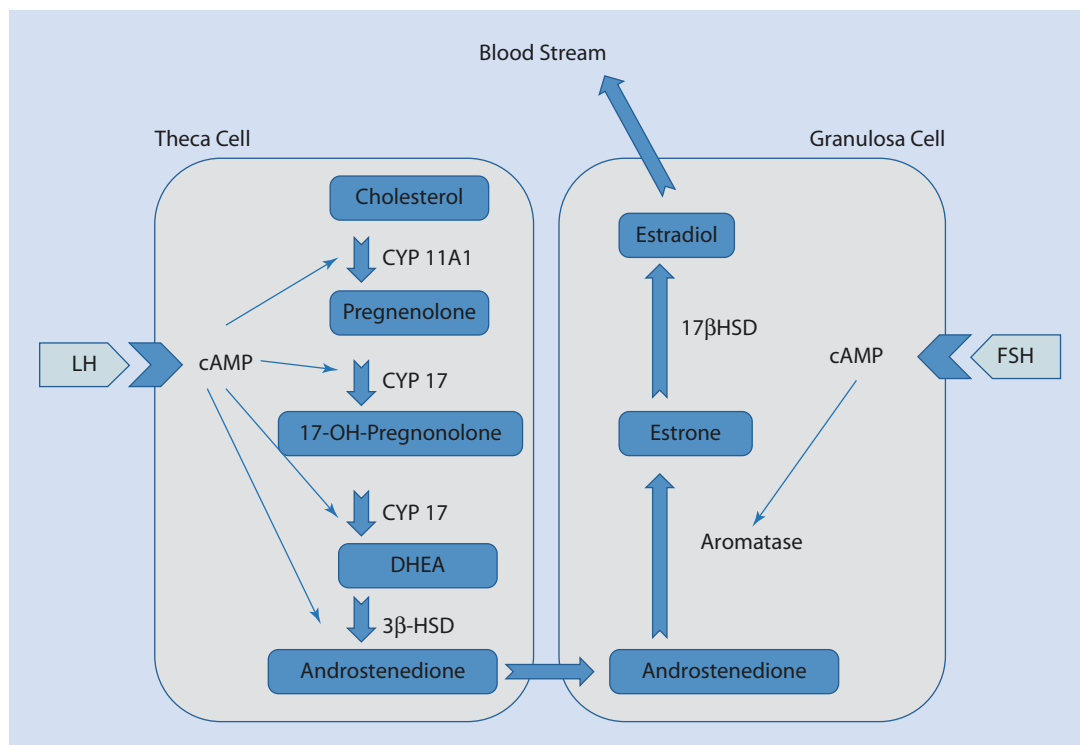 Blood Stream
Theca Cell
Granulosa Cell
Cholesterol
CYP 11A1
Pregnenolone
LH
cAMP
CYP 17
17-OH-Pregnonolone
CYP 17
DHEA
3β-HSD
Androstenedione
Estradiol
17βHSD
cAMP
FSH
Estrone
Aromatase
Androstenedione